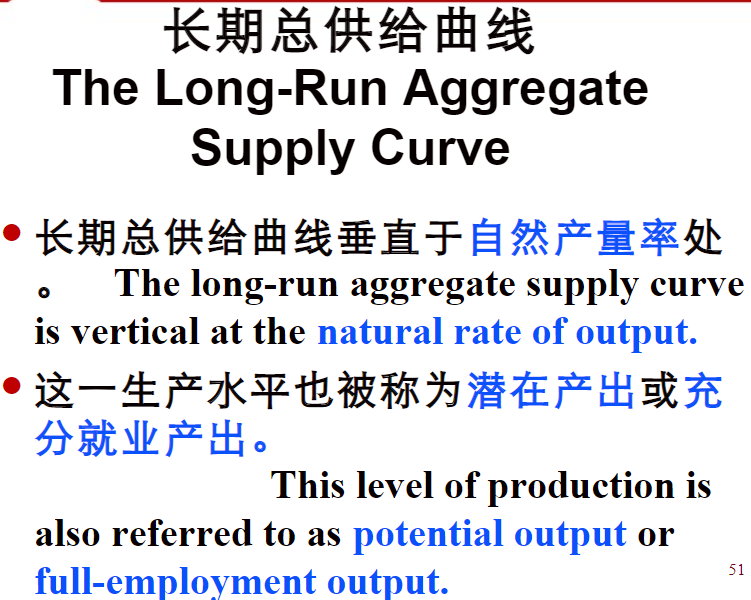 长期总供给曲线
The Long-Run Aggregate
Supply Curve
• 长期总供给曲线垂直于自然产量率处
。 The long-run aggregate supply curve
is vertical at the natural rate of output.
• 这一生产水平也被称为潜在产出或充
分就业产出。
This level of production is
also referred to as potential output or
full-employment output.
51